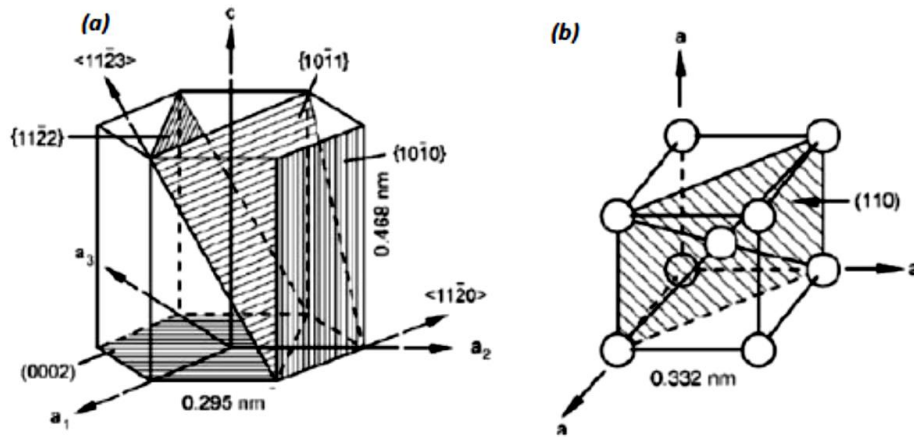 (a)
c
<112̄3>
{101̄1}
{112̄2}
{101̄0}
0.468 nm
a₃
<112̄0>
(0002)
a₂
a₁
0.295 nm
(b)
a
(110)
a
0.332 nm
a